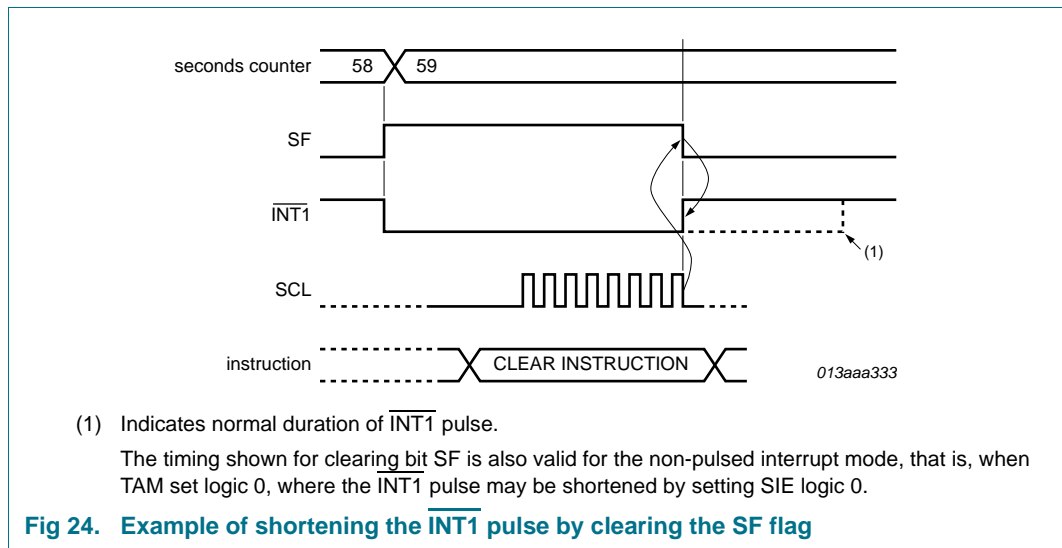 seconds counter 58 59
SF
INT1
(1)
SCL
instruction CLEAR INSTRUCTION
013aaa333
(1) Indicates normal duration of INT1 pulse.
The timing shown for clearing bit SF is also valid for the non-pulsed interrupt mode, that is, when
TAM set logic 0, where the INT1 pulse may be shortened by setting SIE logic 0.
Fig 24. Example of shortening the INT1 pulse by clearing the SF flag